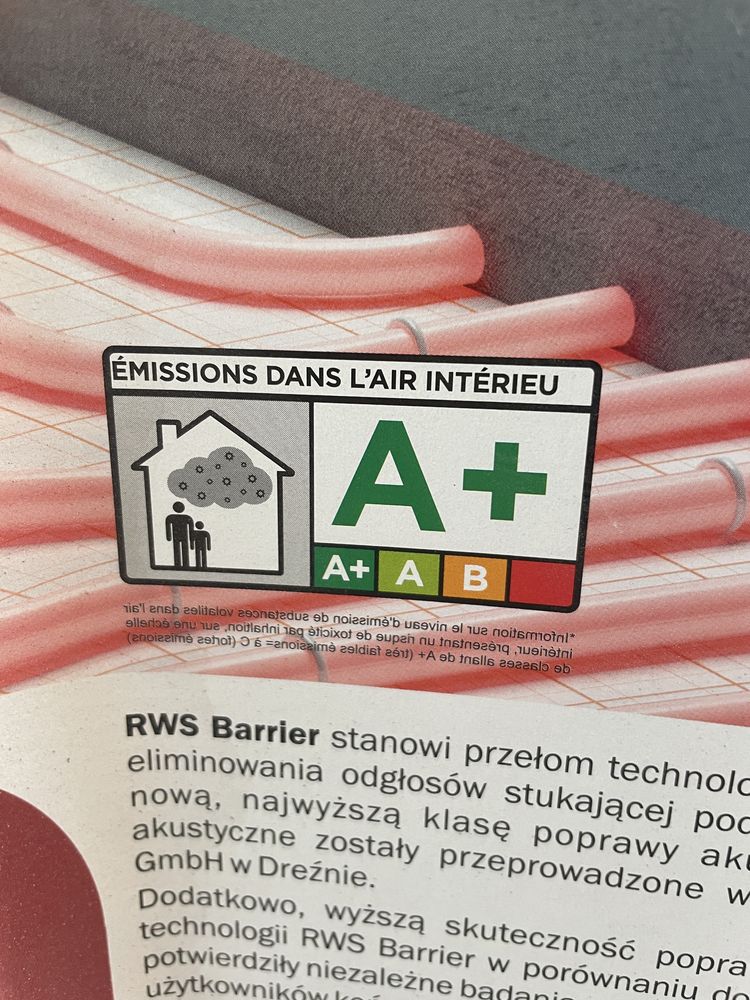 ÉMISSIONS DANS L'AIR INTÉRIEU
A+
A+ A B
*Information sur le niveau d'émission de substances volatiles dans l'air
intérieur, présentant un risque de toxicité par inhalation, sur une échelle
de classes allant de A+ (très faibles émissions= à C (fortes émissions)
RWS Barrier stanowi przełom technolo
eliminowania odgłosów stukającej pod
nową, najwyższą klasę poprawy aku
akustyczne zostały przeprowadzone w
GmbH w Dreźnie.
Dodatkowo, wyższą skuteczność popra
technologii RWS Barrier w porównaniu do
potwierdziły niezależne badani
użytkowników